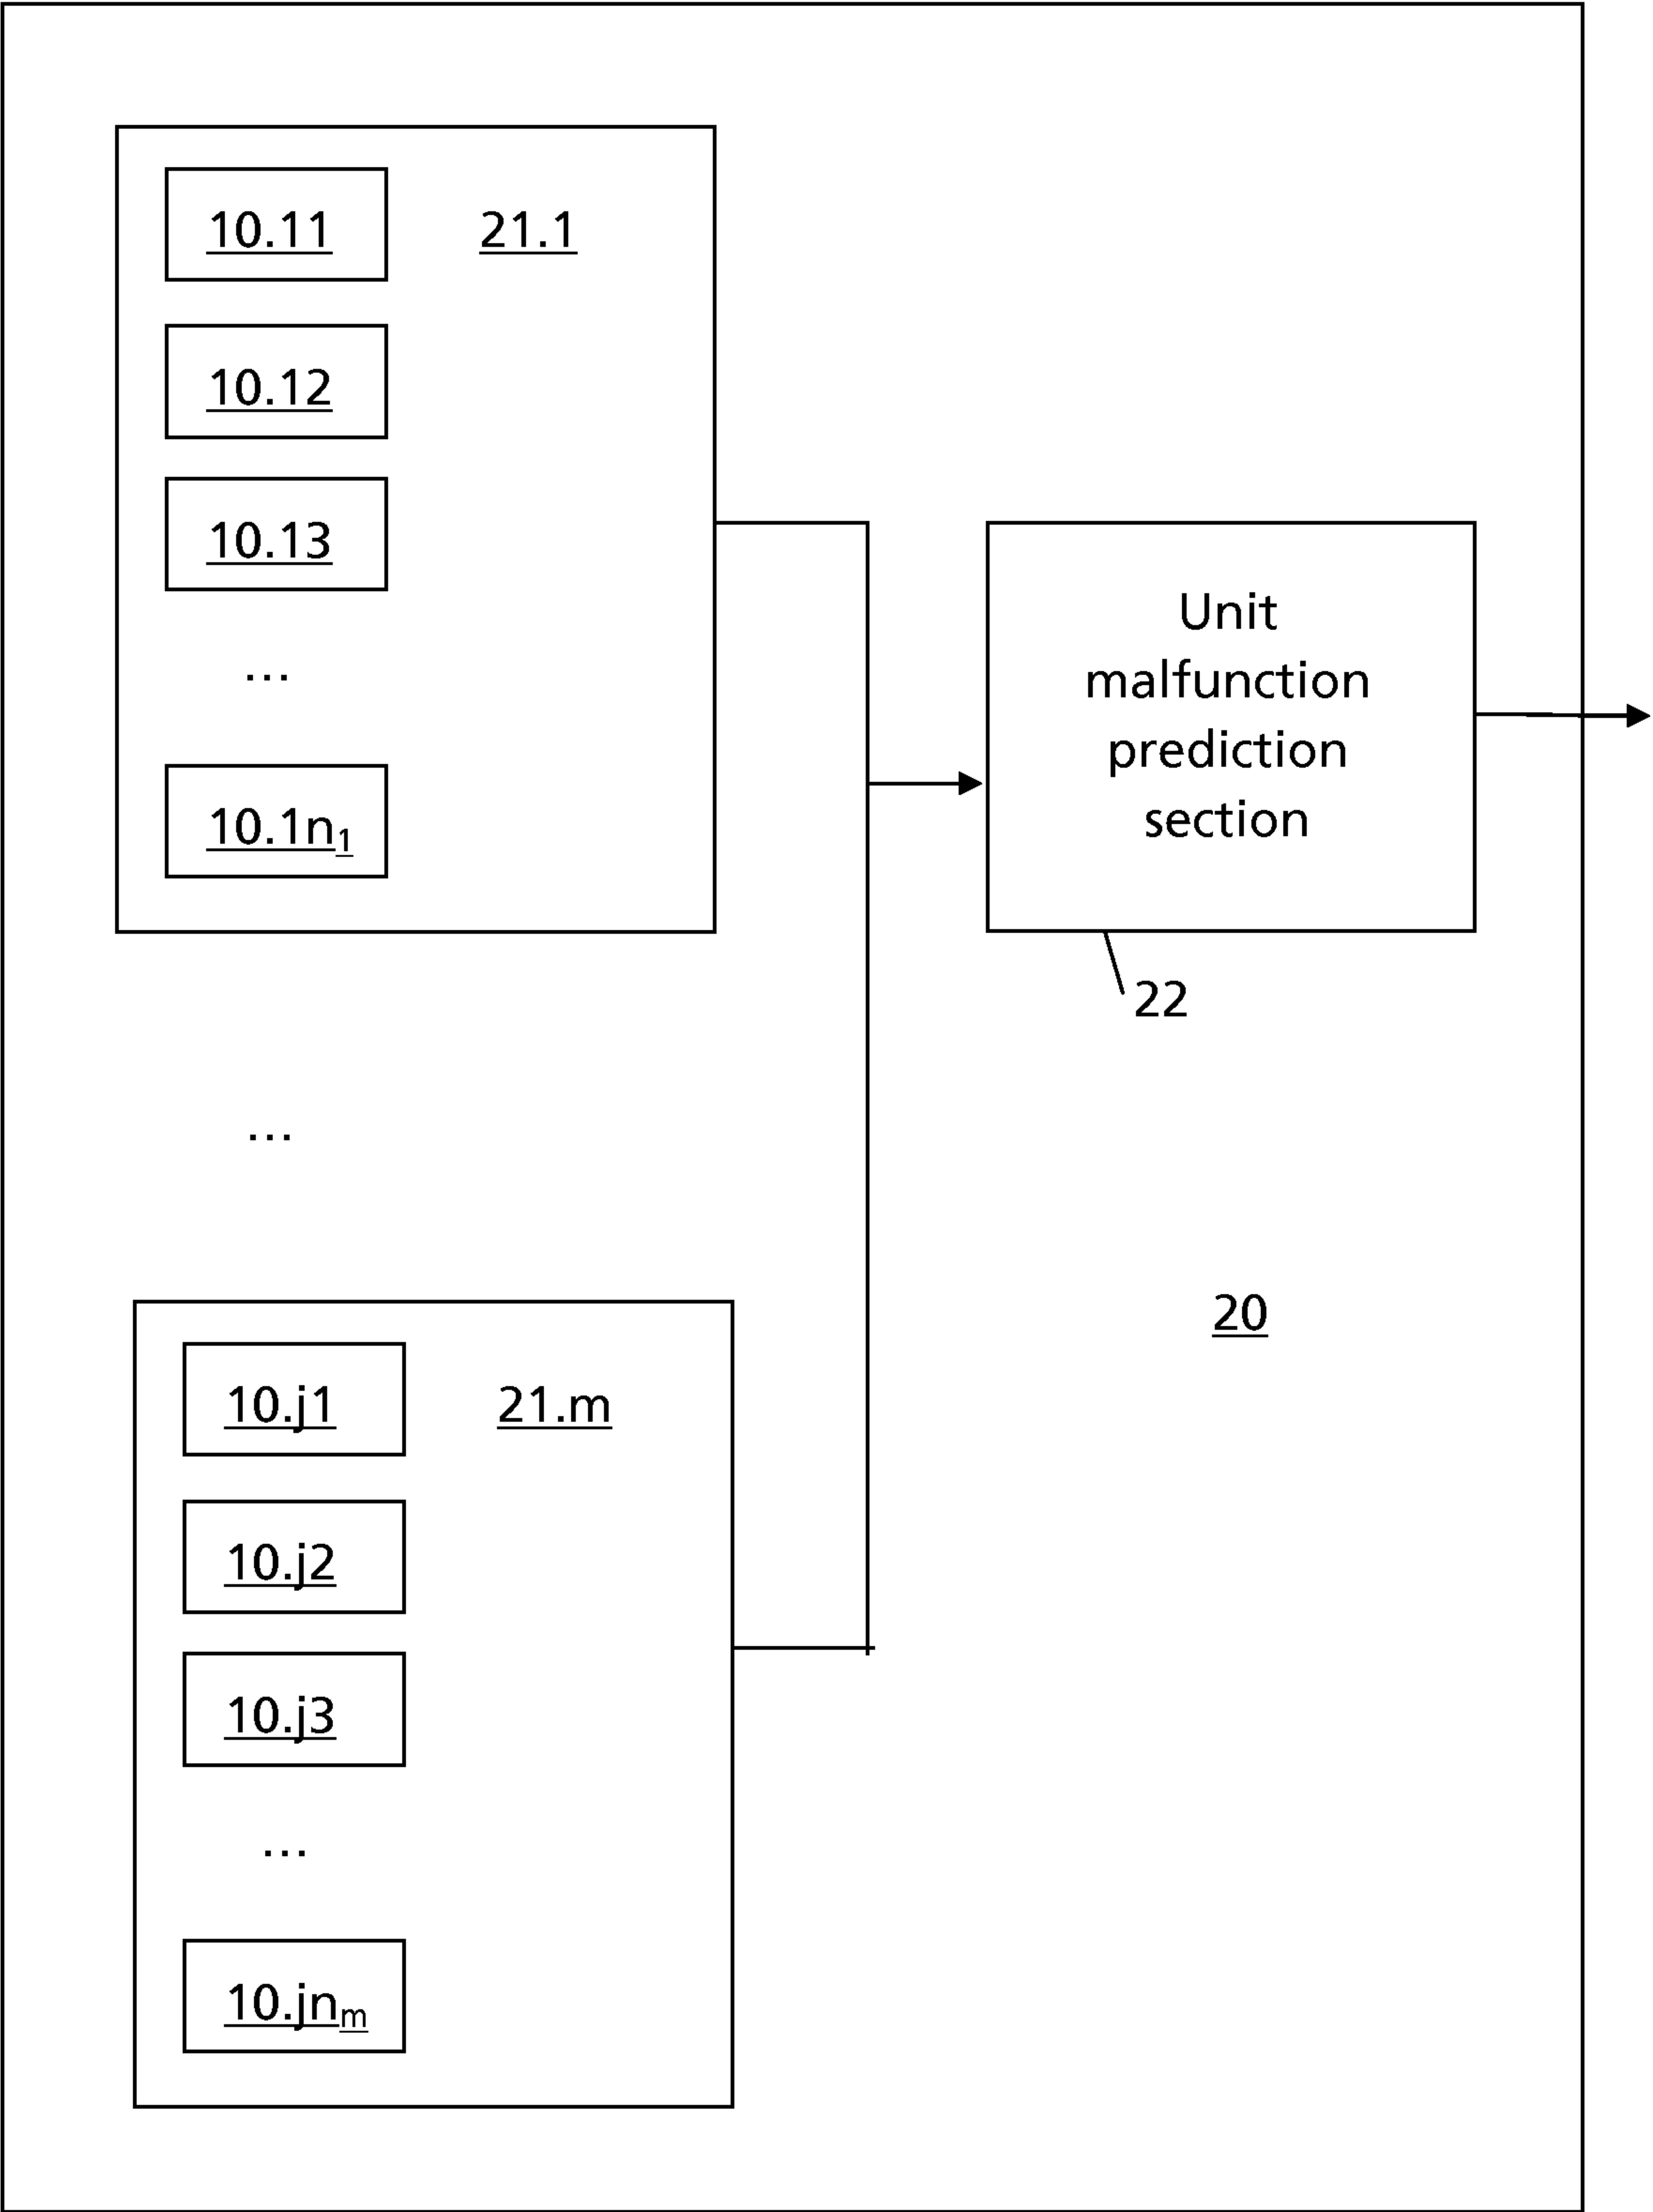 10.11
21.1
10.12
10.13
...
10.1n₁
Unit
malfunction
prediction
section
22
...
20
10.j1
21.m
10.j2
10.j3
...
10.jnₘ